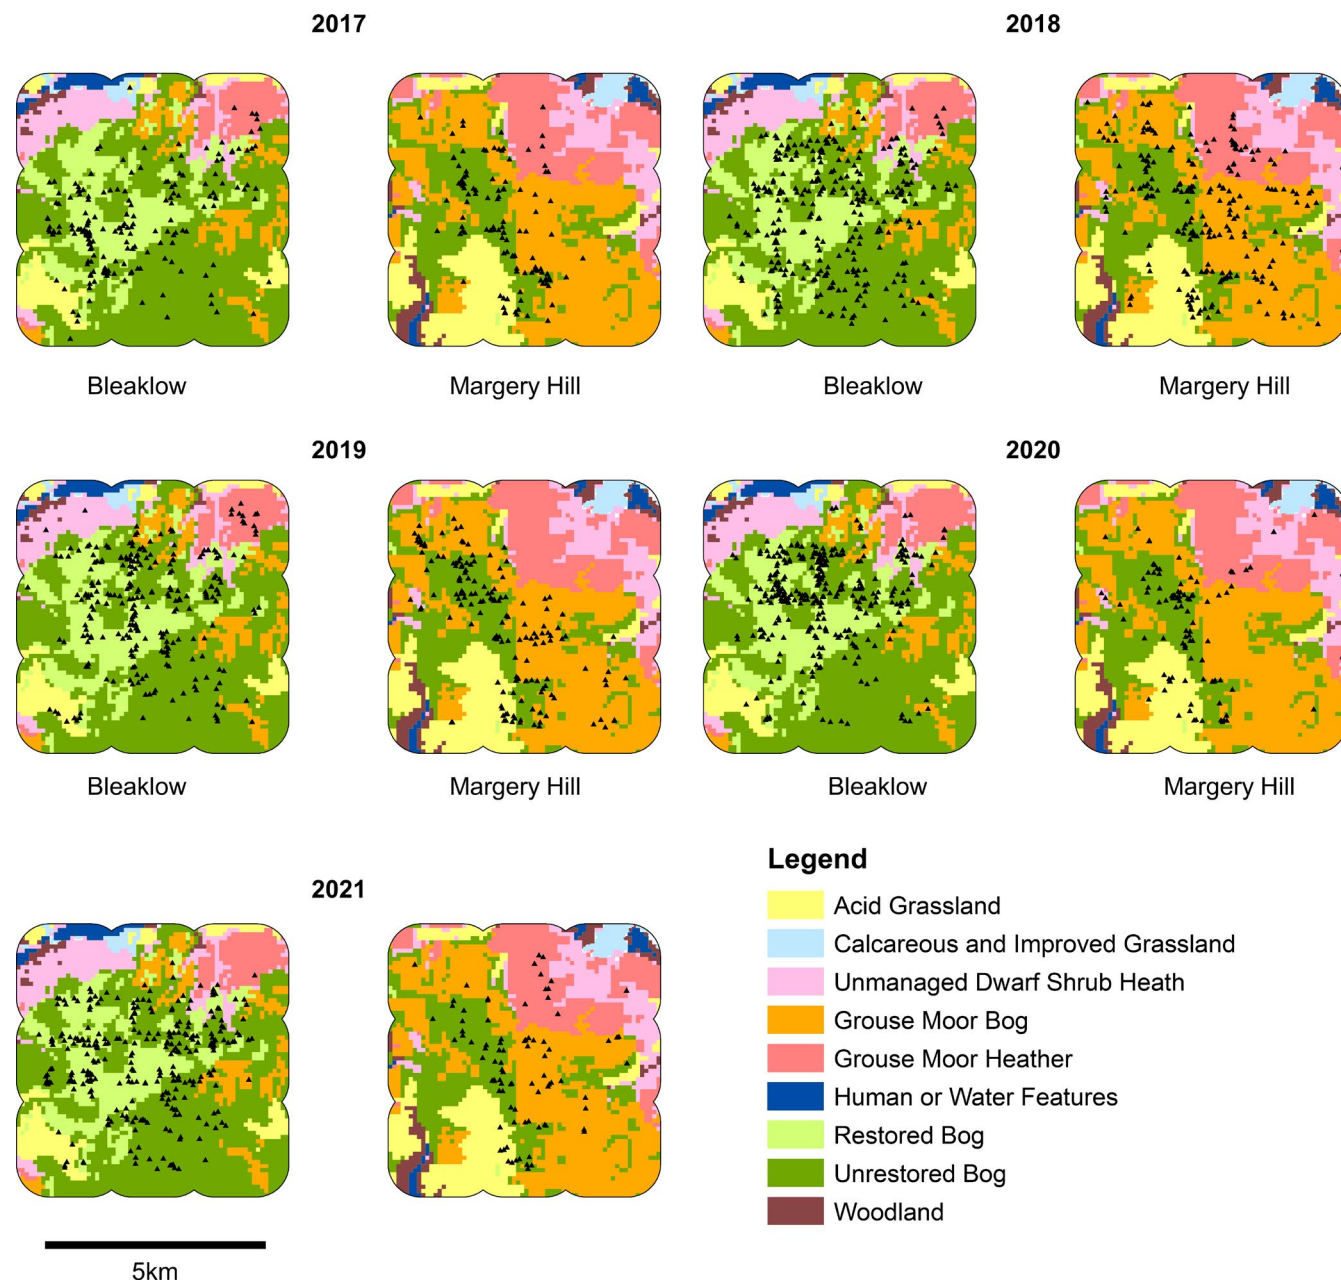 2017
2018
Bleaklow
Margery Hill
Bleaklow
Margery Hill
2019
2020
Bleaklow
Margery Hill
Bleaklow
Margery Hill
2021
Legend
Acid Grassland
Calcareous and Improved Grassland
Unmanaged Dwarf Shrub Heath
Grouse Moor Bog
Grouse Moor Heather
Human or Water Features
Restored Bog
Unrestored Bog
Woodland
5km